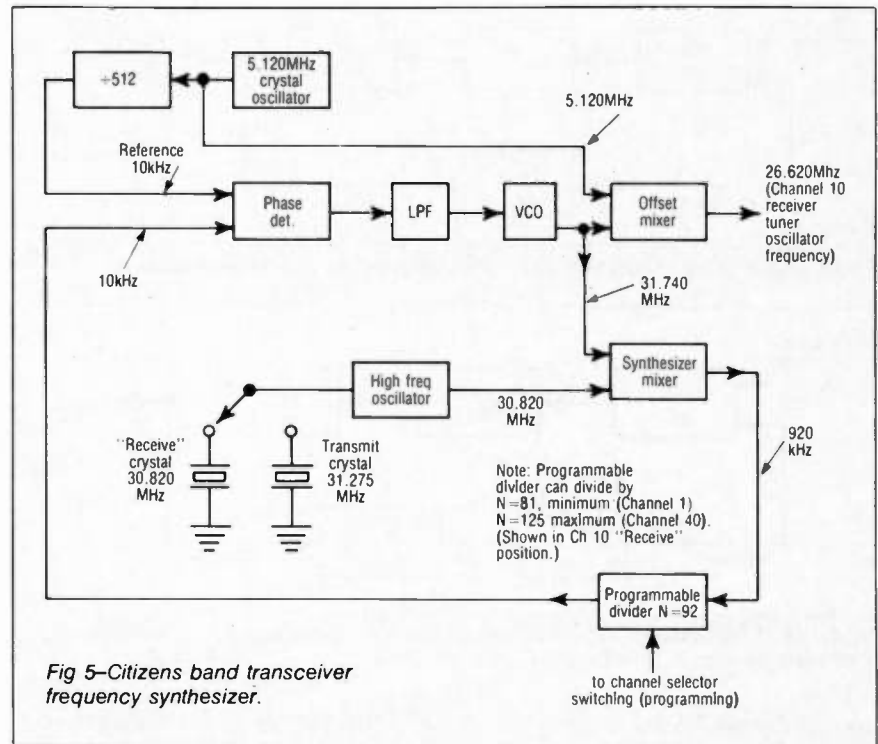 ÷512
5.120MHz
crystal
oscillator
5.120MHz
Reference
10kHz
26.620Mhz
(Channel 10
receiver
tuner
oscillator
frequency)
Phase
det.
LPF
VCO
Offset
mixer
10kHz
31.740
MHz
High freq
oscillator
30.820
MHz
Synthesizer
mixer
920
kHz
"Receive"
crystal
30.820
MHz
Transmit
crystal
31.275
MHz
Note: Programmable
divider can divide by
N=81, minimum (Channel 1)
N=125 maximum (Channel 40).
(Shown in Ch 10 "Receive"
position.)
Programmable
divider N=92
to channel selector
switching (programming)
Fig 5–Citizens band transceiver
frequency synthesizer.